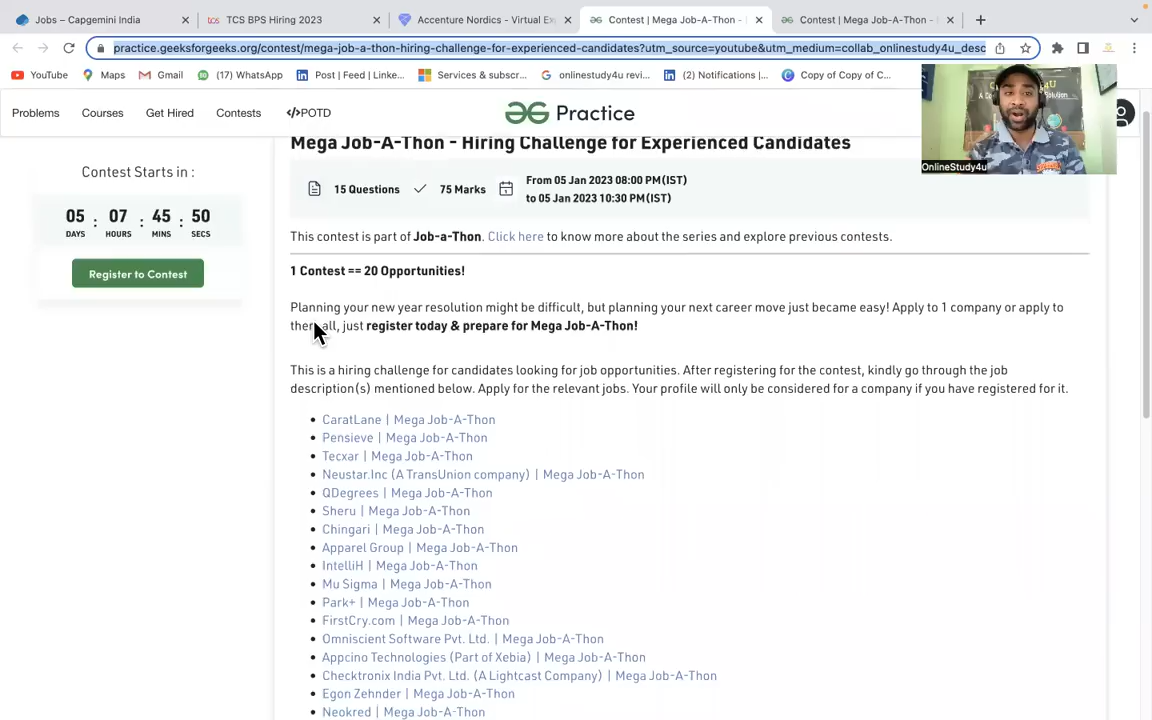 Jobs – Capgemini India
TCS BPS Hiring 2023
Accenture Nordics - Virtual Ex
Contest | Mega Job-A-Thon -
Contest | Mega Job-A-Thon -
practice.geeksforgeeks.org/contest/mega-job-a-thon-hiring-challenge-for-experienced-candidates?utm_source=youtube&utm_medium=collab_onlinestudy4u_desc
YouTube
Maps
Gmail
(17) WhatsApp
Post | Feed | Linke...
Services & subscr...
onlinestudy4u revi...
(2) Notifications |...
Copy of Copy of C...
Problems
Courses
Get Hired
Contests
</>POTD
Practice
OnlineStudy4u
Mega Job-A-Thon - Hiring Challenge for Experienced Candidates
Contest Starts in :
05 : 07 : 45 : 50
DAYS HOURS MINS SECS
Register to Contest
15 Questions
75 Marks
From 05 Jan 2023 08:00 PM(IST)
to 05 Jan 2023 10:30 PM(IST)
This contest is part of Job-a-Thon. Click here to know more about the series and explore previous contests.
1 Contest == 20 Opportunities!
Planning your new year resolution might be difficult, but planning your next career move just became easy! Apply to 1 company or apply to
them all, just register today & prepare for Mega Job-A-Thon!
This is a hiring challenge for candidates looking for job opportunities. After registering for the contest, kindly go through the job
description(s) mentioned below. Apply for the relevant jobs. Your profile will only be considered for a company if you have registered for it.
CaratLane | Mega Job-A-Thon
Pensieve | Mega Job-A-Thon
Tecxar | Mega Job-A-Thon
Neustar.Inc (A TransUnion company) | Mega Job-A-Thon
QDegrees | Mega Job-A-Thon
Sheru | Mega Job-A-Thon
Chingari | Mega Job-A-Thon
Apparel Group | Mega Job-A-Thon
IntelliH | Mega Job-A-Thon
Mu Sigma | Mega Job-A-Thon
Park+ | Mega Job-A-Thon
FirstCry.com | Mega Job-A-Thon
Omniscient Software Pvt. Ltd. | Mega Job-A-Thon
Appcino Technologies (Part of Xebia) | Mega Job-A-Thon
Checktronix India Pvt. Ltd. (A Lightcast Company) | Mega Job-A-Thon
Egon Zehnder | Mega Job-A-Thon
Neokred | Mega Job-A-Thon